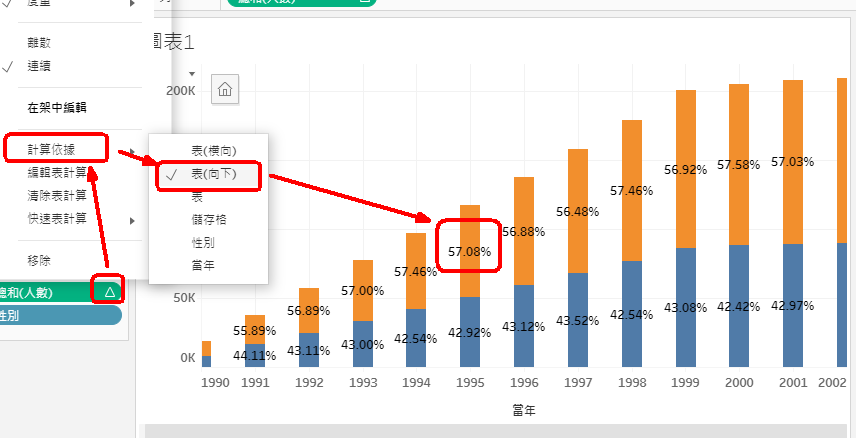 度量
總和(人數)
離散
圖表1
連續
200K
在架中編輯
計算依據
表(橫向)
編輯表計算
表(向下)
清除表計算
表
快速表計算
儲存格
性別
移除
當年
總和(人數) △
性別
50K
0K
57.08%
57.46%
56.88%
56.48%
57.46%
56.92%
57.58%
57.03%
55.89%
56.89%
57.00%
44.11%
43.11%
43.00%
42.54%
42.92%
43.12%
43.52%
42.54%
43.08%
42.42%
42.97%
1990 1991 1992 1993 1994 1995 1996 1997 1998 1999 2000 2001 2002
當年